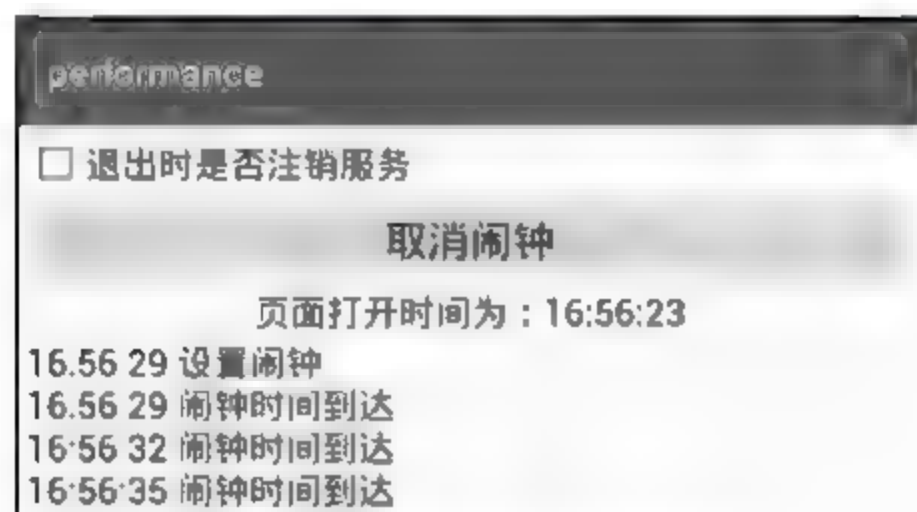 performance
退出时是否注销服务
取消闹钟
页面打开时间为：16:56:23
16:56:29 设置闹钟
16:56:29 闹钟时间到达
16:56:32 闹钟时间到达
16:56:35 闹钟时间到达